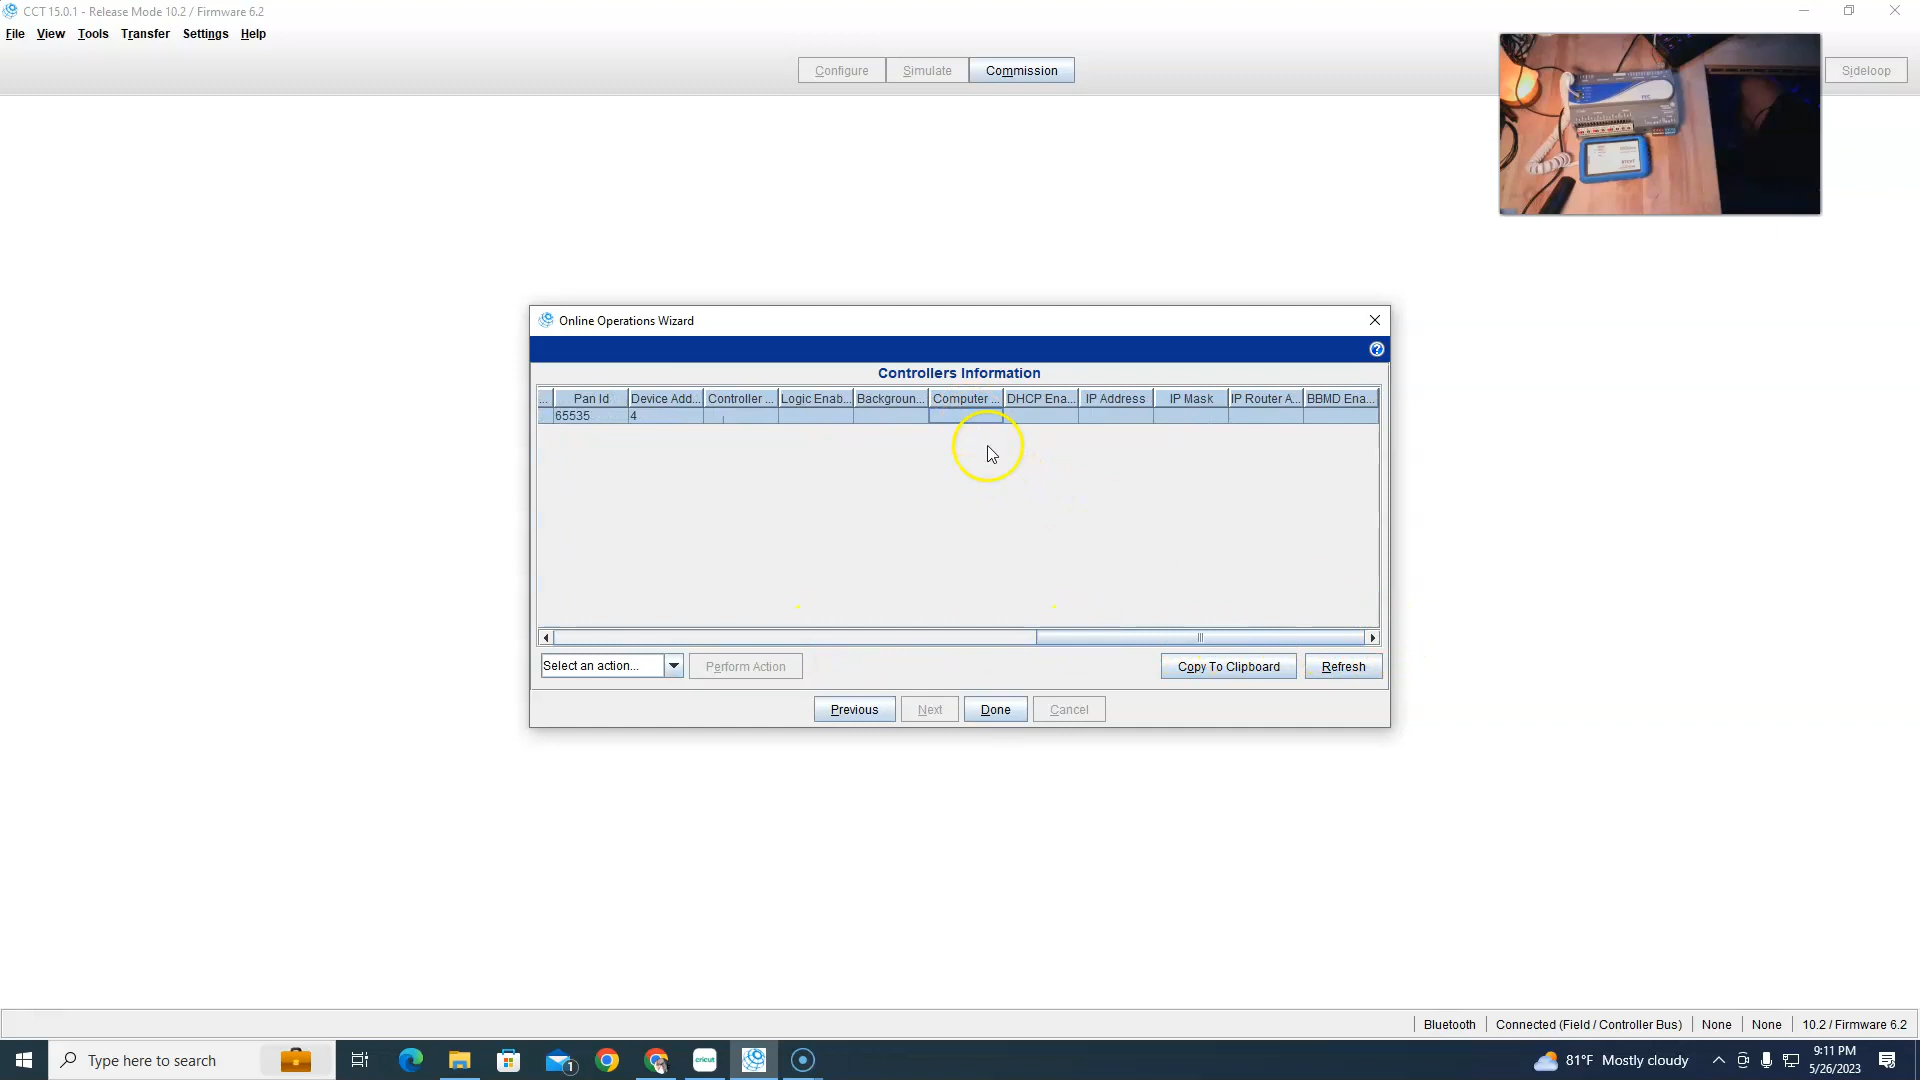 CCT 15.0.1 - Release Mode 10.2 / Firmware 6.2
File View Tools Transfer Settings Help
Configure Simulate Commission Sideloop
Online Operations Wizard
Controllers Information
... Pan Id Device Add... Controller ... Logic Enab... Backgroun... Computer ... DHCP Ena... IP Address IP Mask IP Router A... BBMD Ena...
65535 4
Select an action... Perform Action Copy To Clipboard Refresh
Previous Next Done Cancel
Bluetooth Connected (Field / Controller Bus) None None 10.2 / Firmware 6.2
Type here to search 1 cricut 81°F Mostly cloudy 9:11 PM
5/26/2023